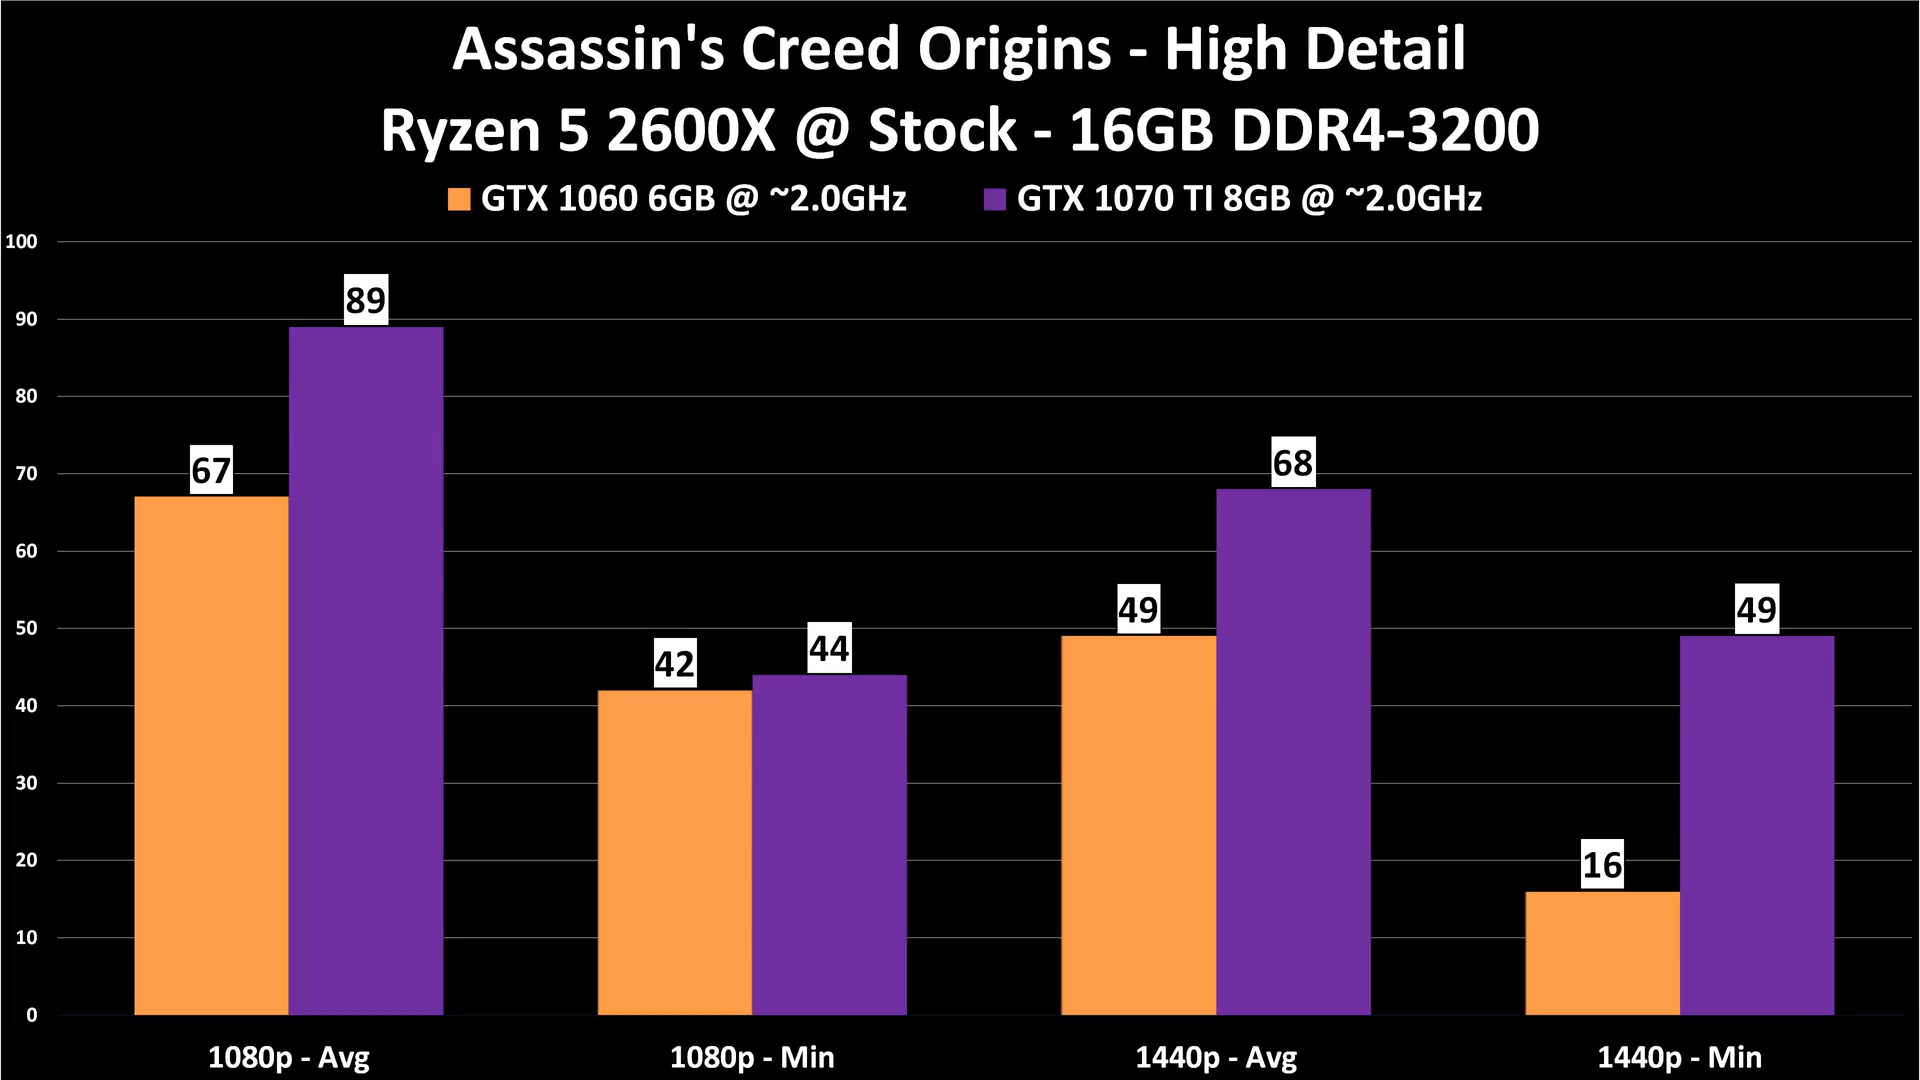 Assassin's Creed Origins - High Detail
Ryzen 5 2600X @ Stock - 16GB DDR4-3200
GTX 1060 6GB @ ~2.0GHz GTX 1070 TI 8GB @ ~2.0GHz
100
90
80
70
60
50
40
30
20
10
0
67
89
42
44
49
68
16
49
1080p - Avg
1080p - Min
1440p - Avg
1440p - Min